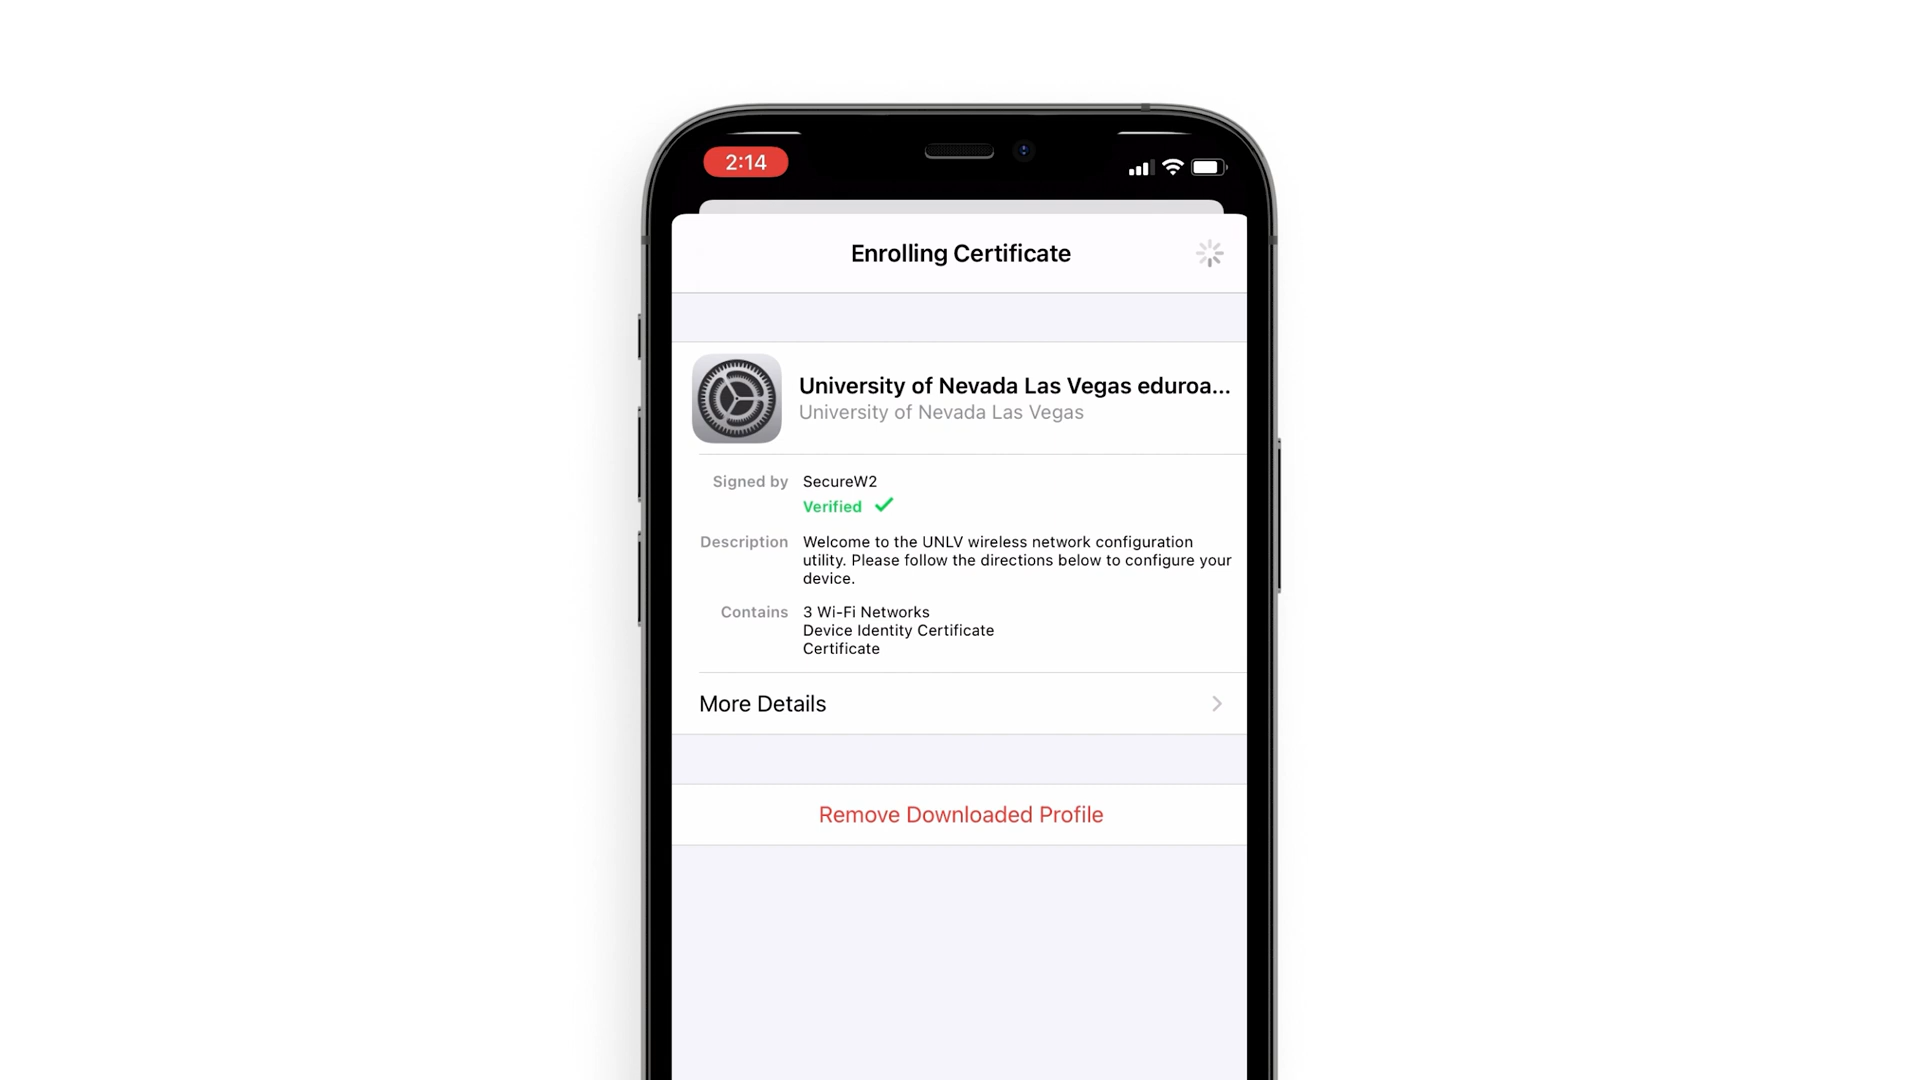 2:14
Enrolling Certificate
University of Nevada Las Vegas eduroa...
University of Nevada Las Vegas
Signed by SecureW2
Verified
Description Welcome to the UNLV wireless network configuration
utility. Please follow the directions below to configure your
device.
Contains 3 Wi-Fi Networks
Device Identity Certificate
Certificate
More Details
Remove Downloaded Profile